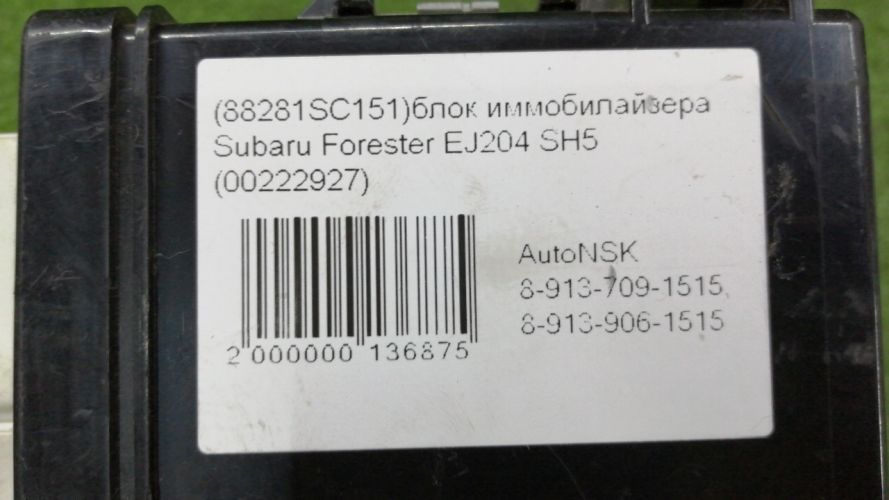 (88281SC151)блок иммобилайзера
Subaru Forester EJ204 SH5
(00222927)
AutoNSK
8-913-709-1515,
8-913-906-1515
2 000000 136875